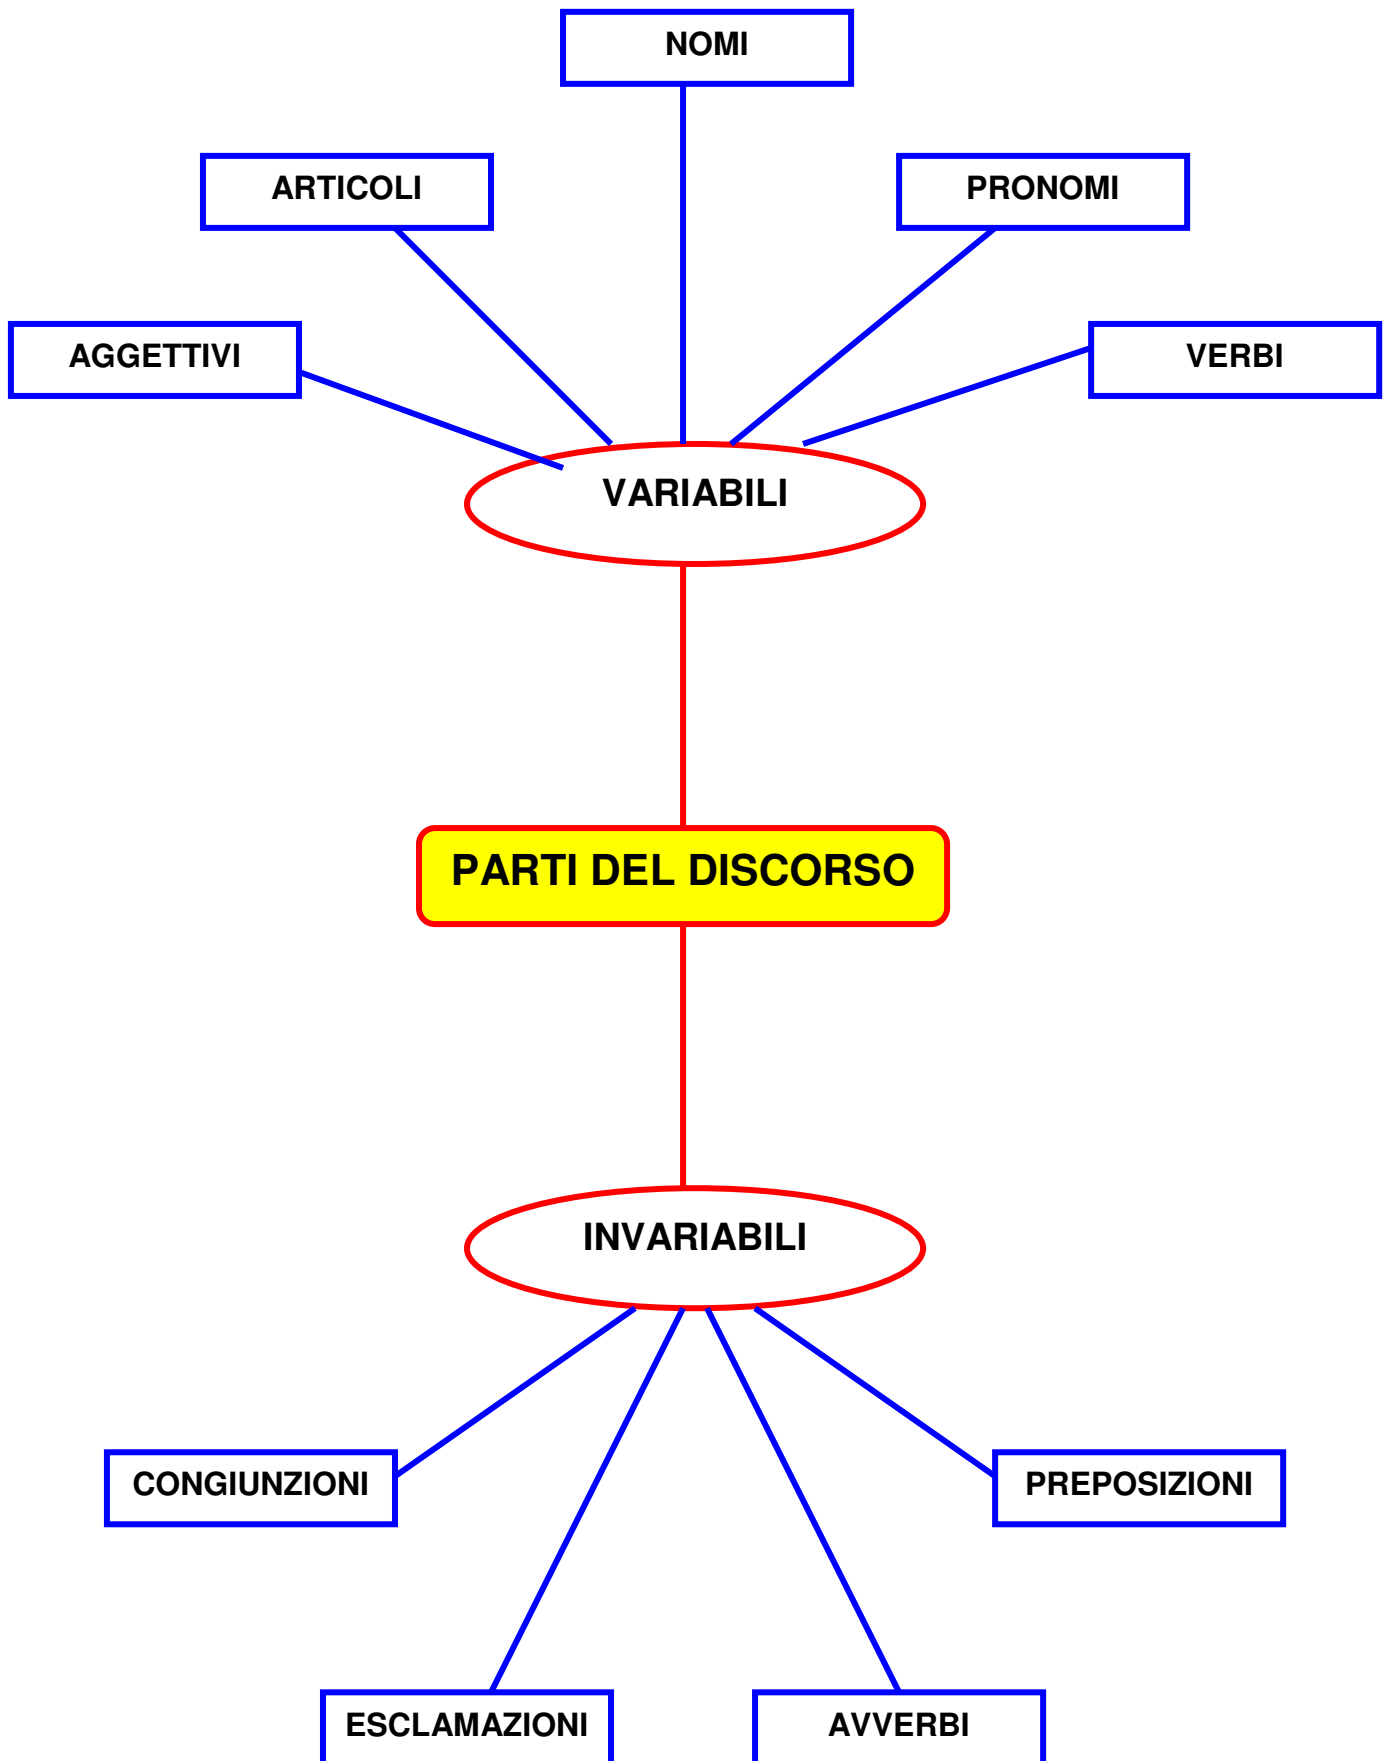 NOMI
ARTICOLI
PRONOMI
AGGETTIVI
VERBI
VARIABILI
PARTI DEL DISCORSO
INVARIABILI
CONGIUNZIONI
PREPOSIZIONI
ESCLAMAZIONI
AVVERBI